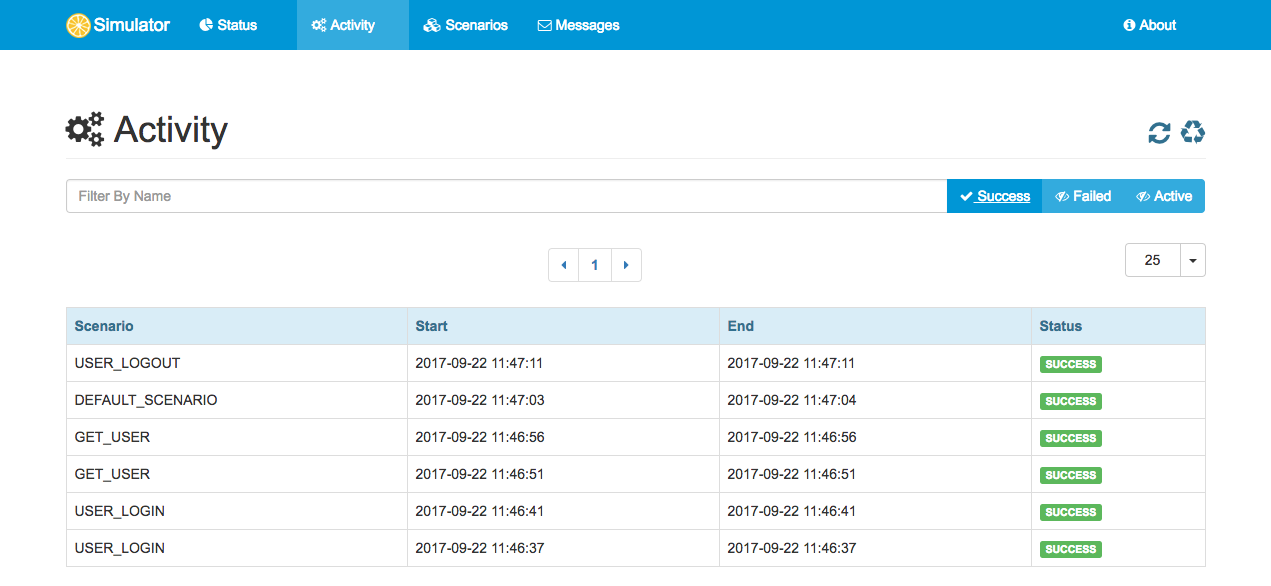 Simulator Status Activity Scenarios Messages About
Activity
Filter By Name Success Failed Active
1 25
Scenario Start End Status
USER_LOGOUT 2017-09-22 11:47:11 2017-09-22 11:47:11 SUCCESS
DEFAULT_SCENARIO 2017-09-22 11:47:03 2017-09-22 11:47:04 SUCCESS
GET_USER 2017-09-22 11:46:56 2017-09-22 11:46:56 SUCCESS
GET_USER 2017-09-22 11:46:51 2017-09-22 11:46:51 SUCCESS
USER_LOGIN 2017-09-22 11:46:41 2017-09-22 11:46:41 SUCCESS
USER_LOGIN 2017-09-22 11:46:37 2017-09-22 11:46:37 SUCCESS